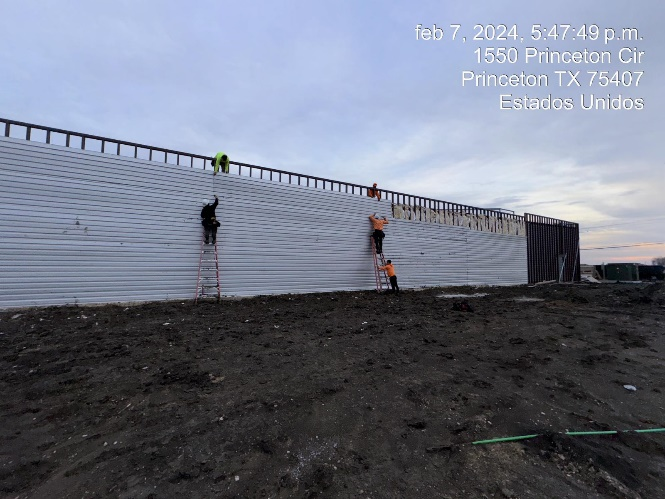 feb 7, 2024, 5:47:49 p.m.
1550 Princeton Cir
Princeton TX 75407
Estados Unidos